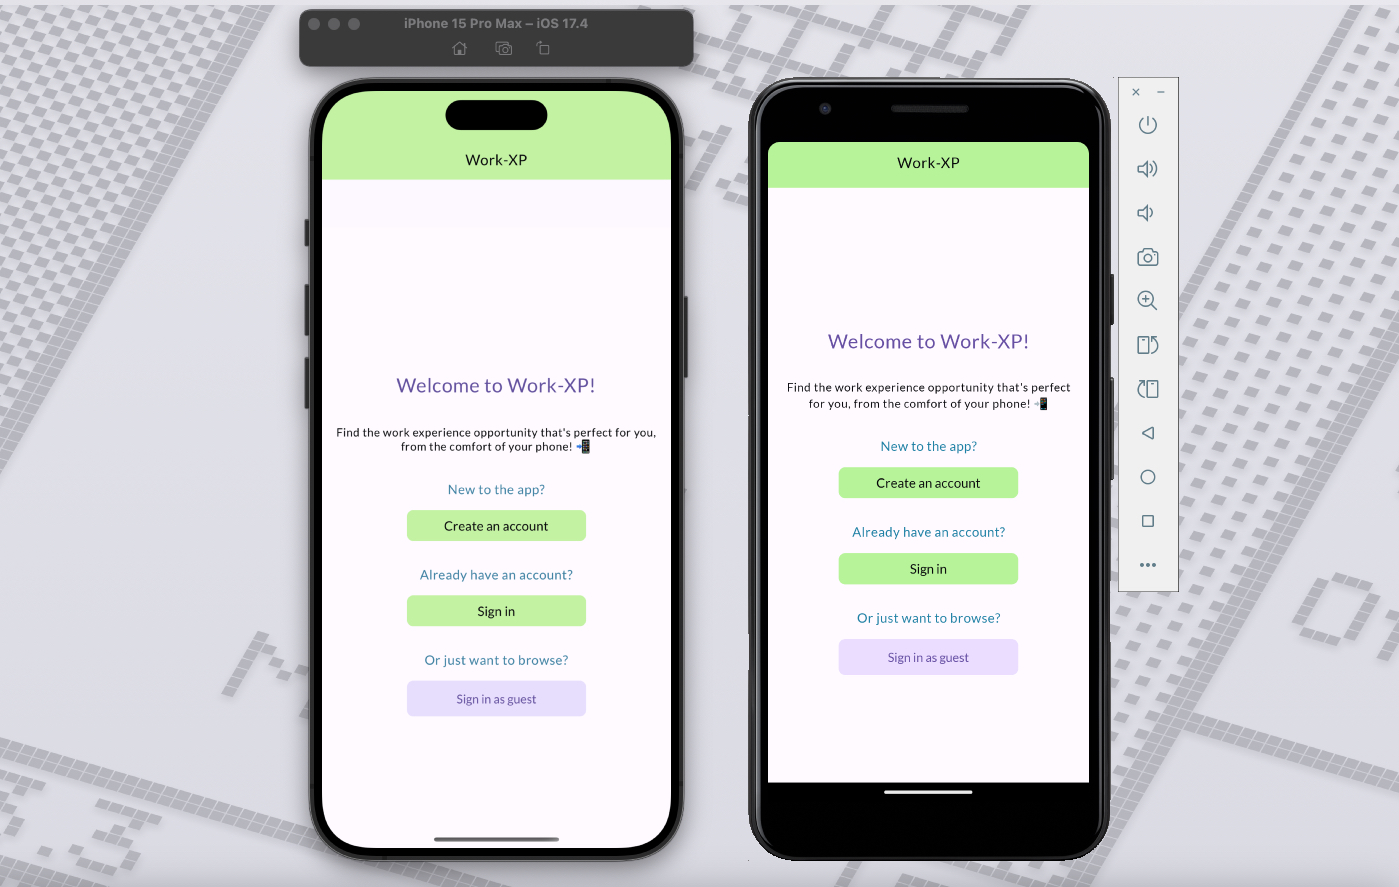 iPhone 15 Pro Max – iOS 17.4
Work-XP
Welcome to Work-XP!
Find the work experience opportunity that's perfect for you,
from the comfort of your phone! 📲
New to the app?
Create an account
Already have an account?
Sign in
Or just want to browse?
Sign in as guest
Work-XP
Welcome to Work-XP!
Find the work experience opportunity that's perfect
for you, from the comfort of your phone! 📲
New to the app?
Create an account
Already have an account?
Sign in
Or just want to browse?
Sign in as guest